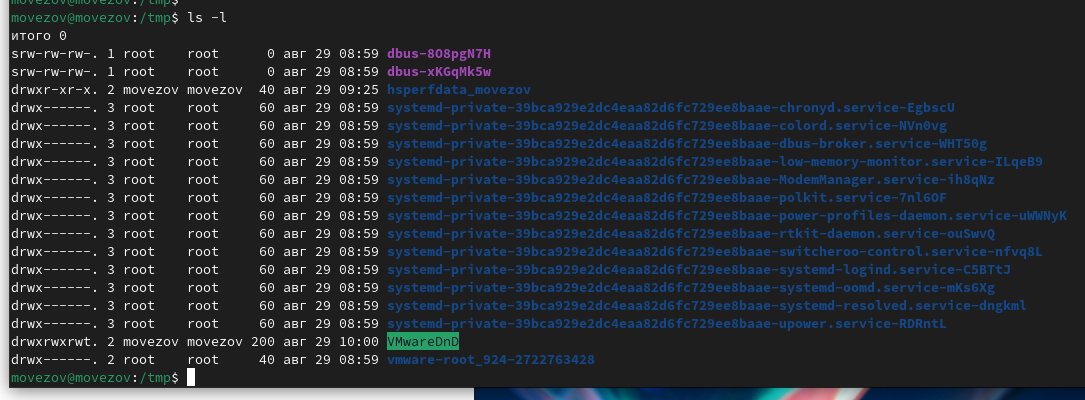 movezov@movezov:/tmp$
movezov@movezov:/tmp$ ls -l
итого 0
srw-rw-rw-. 1 root    root      0 авг 29 08:59 dbus-8O8pgN7H
srw-rw-rw-. 1 root    root      0 авг 29 08:59 dbus-xKGqMk5w
drwxr-xr-x. 2 movezov movezov  40 авг 29 09:25 hsperfdata_movezov
drwx------. 3 root    root     60 авг 29 08:59 systemd-private-39bca929e2dc4eaa82d6fc729ee8baae-chronyd.service-EgbscU
drwx------. 3 root    root     60 авг 29 08:59 systemd-private-39bca929e2dc4eaa82d6fc729ee8baae-colord.service-NVn0vg
drwx------. 3 root    root     60 авг 29 08:59 systemd-private-39bca929e2dc4eaa82d6fc729ee8baae-dbus-broker.service-WHT50g
drwx------. 3 root    root     60 авг 29 08:59 systemd-private-39bca929e2dc4eaa82d6fc729ee8baae-low-memory-monitor.service-ILqeB9
drwx------. 3 root    root     60 авг 29 08:59 systemd-private-39bca929e2dc4eaa82d6fc729ee8baae-ModemManager.service-ih8qNz
drwx------. 3 root    root     60 авг 29 08:59 systemd-private-39bca929e2dc4eaa82d6fc729ee8baae-polkit.service-7nl6OF
drwx------. 3 root    root     60 авг 29 08:59 systemd-private-39bca929e2dc4eaa82d6fc729ee8baae-power-profiles-daemon.service-uWWNyK
drwx------. 3 root    root     60 авг 29 08:59 systemd-private-39bca929e2dc4eaa82d6fc729ee8baae-rtkit-daemon.service-ouSwvQ
drwx------. 3 root    root     60 авг 29 08:59 systemd-private-39bca929e2dc4eaa82d6fc729ee8baae-switcheroo-control.service-nfvq8L
drwx------. 3 root    root     60 авг 29 08:59 systemd-private-39bca929e2dc4eaa82d6fc729ee8baae-systemd-logind.service-C5BTtJ
drwx------. 3 root    root     60 авг 29 08:59 systemd-private-39bca929e2dc4eaa82d6fc729ee8baae-systemd-oomd.service-mKs6Xg
drwx------. 3 root    root     60 авг 29 08:59 systemd-private-39bca929e2dc4eaa82d6fc729ee8baae-systemd-resolved.service-dngkml
drwx------. 3 root    root     60 авг 29 08:59 systemd-private-39bca929e2dc4eaa82d6fc729ee8baae-upower.service-RDRntL
drwxrwxrwt. 2 movezov movezov 200 авг 29 10:00 VMwareDnD
drwx------. 2 root    root     40 авг 29 08:59 vmware-root_924-2722763428
movezov@movezov:/tmp$